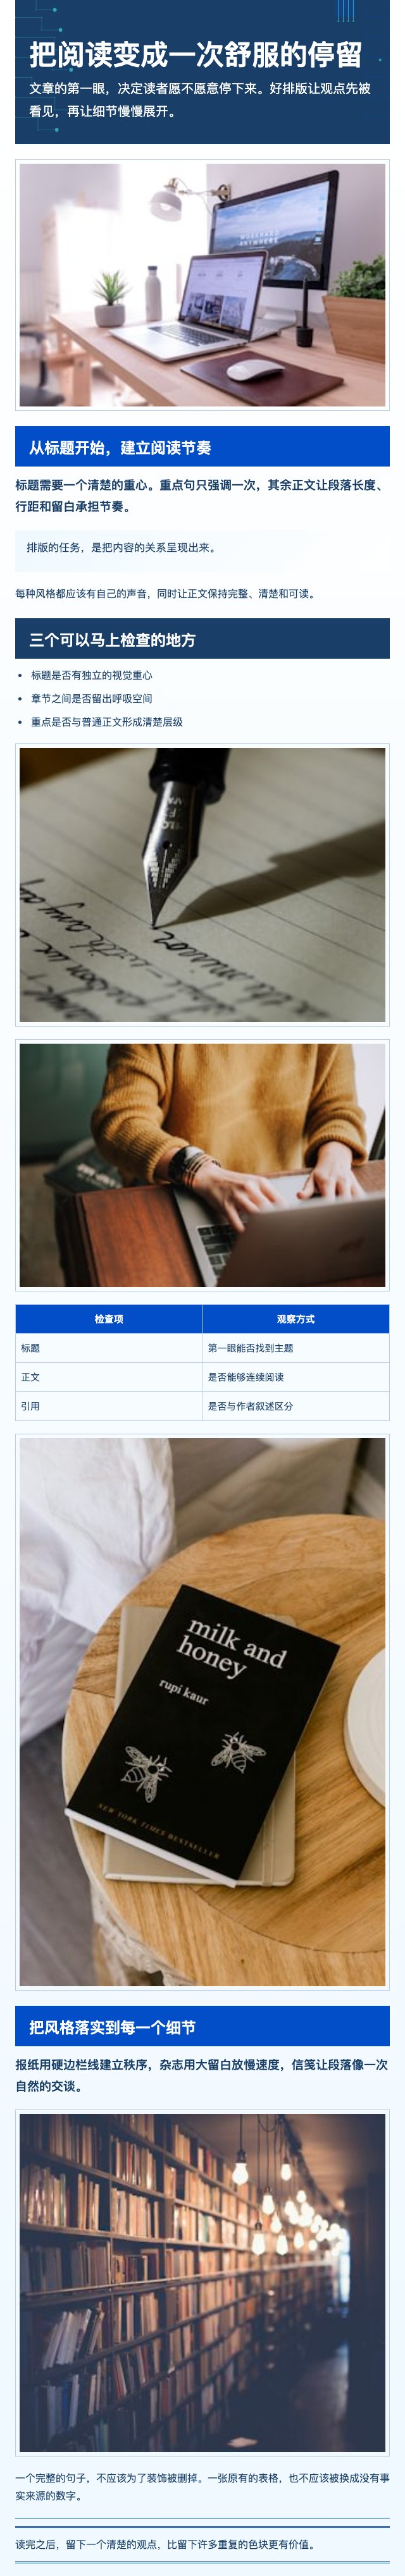 把阅读变成一次舒服的停留
文章的第一眼，决定读者愿不愿意停下来。好排版让观点先被
看见，再让细节慢慢展开。
从标题开始，建立阅读节奏
标题需要一个清楚的重心。重点句只强调一次，其余正文让段落长度、
行距和留白承担节奏。
排版的任务，是把内容的关系呈现出来。
每种风格都应该有自己的声音，同时让正文保持完整、清楚和可读。
三个可以马上检查的地方
• 标题是否有独立的视觉重心
• 章节之间是否留出呼吸空间
• 重点是否与普通正文形成清楚层级
检查项 观察方式
标题 第一眼能否找到主题
正文 是否能够连续阅读
引用 是否与作者叙述区分
milk and
honey
rupi kaur
NEW YORK TIMES BESTSELLER
把风格落实到每一个细节
报纸用硬边栏线建立秩序，杂志用大留白放慢速度，信笺让段落像一次
自然的交谈。
一个完整的句子，不应该为了装饰被删掉。一张原有的表格，也不应该被换成没有事
实来源的数字。
读完之后，留下一个清楚的观点，比留下许多重复的色块更有价值。